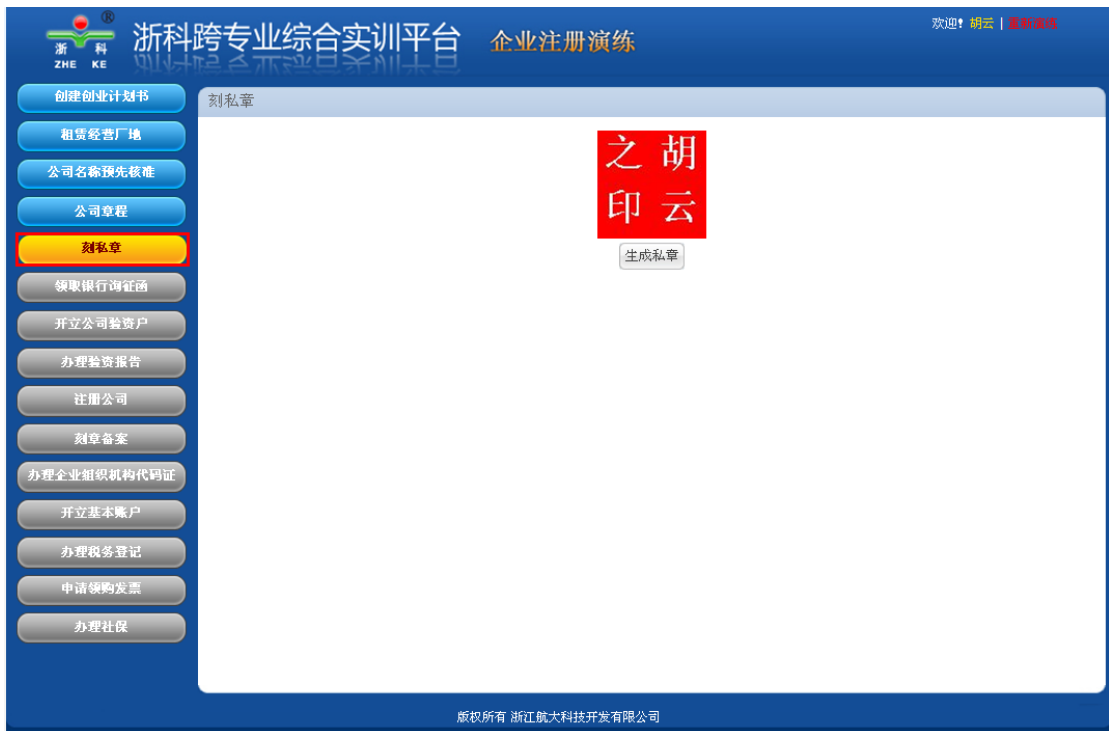 浙科
ZHE KE
®
浙科跨专业综合实训平台
企业注册演练
欢迎! 胡云 | 重新演练
创建创业计划书
租赁经营厂地
公司名称预先核准
公司章程
刻私章
领取银行询证函
开立公司验资户
办理验资报告
注册公司
刻章备案
办理企业组织机构代码证
开立基本账户
办理税务登记
申请领购发票
办理社保
刻私章
胡云
之印
生成私章
版权所有 浙江航大科技开发有限公司